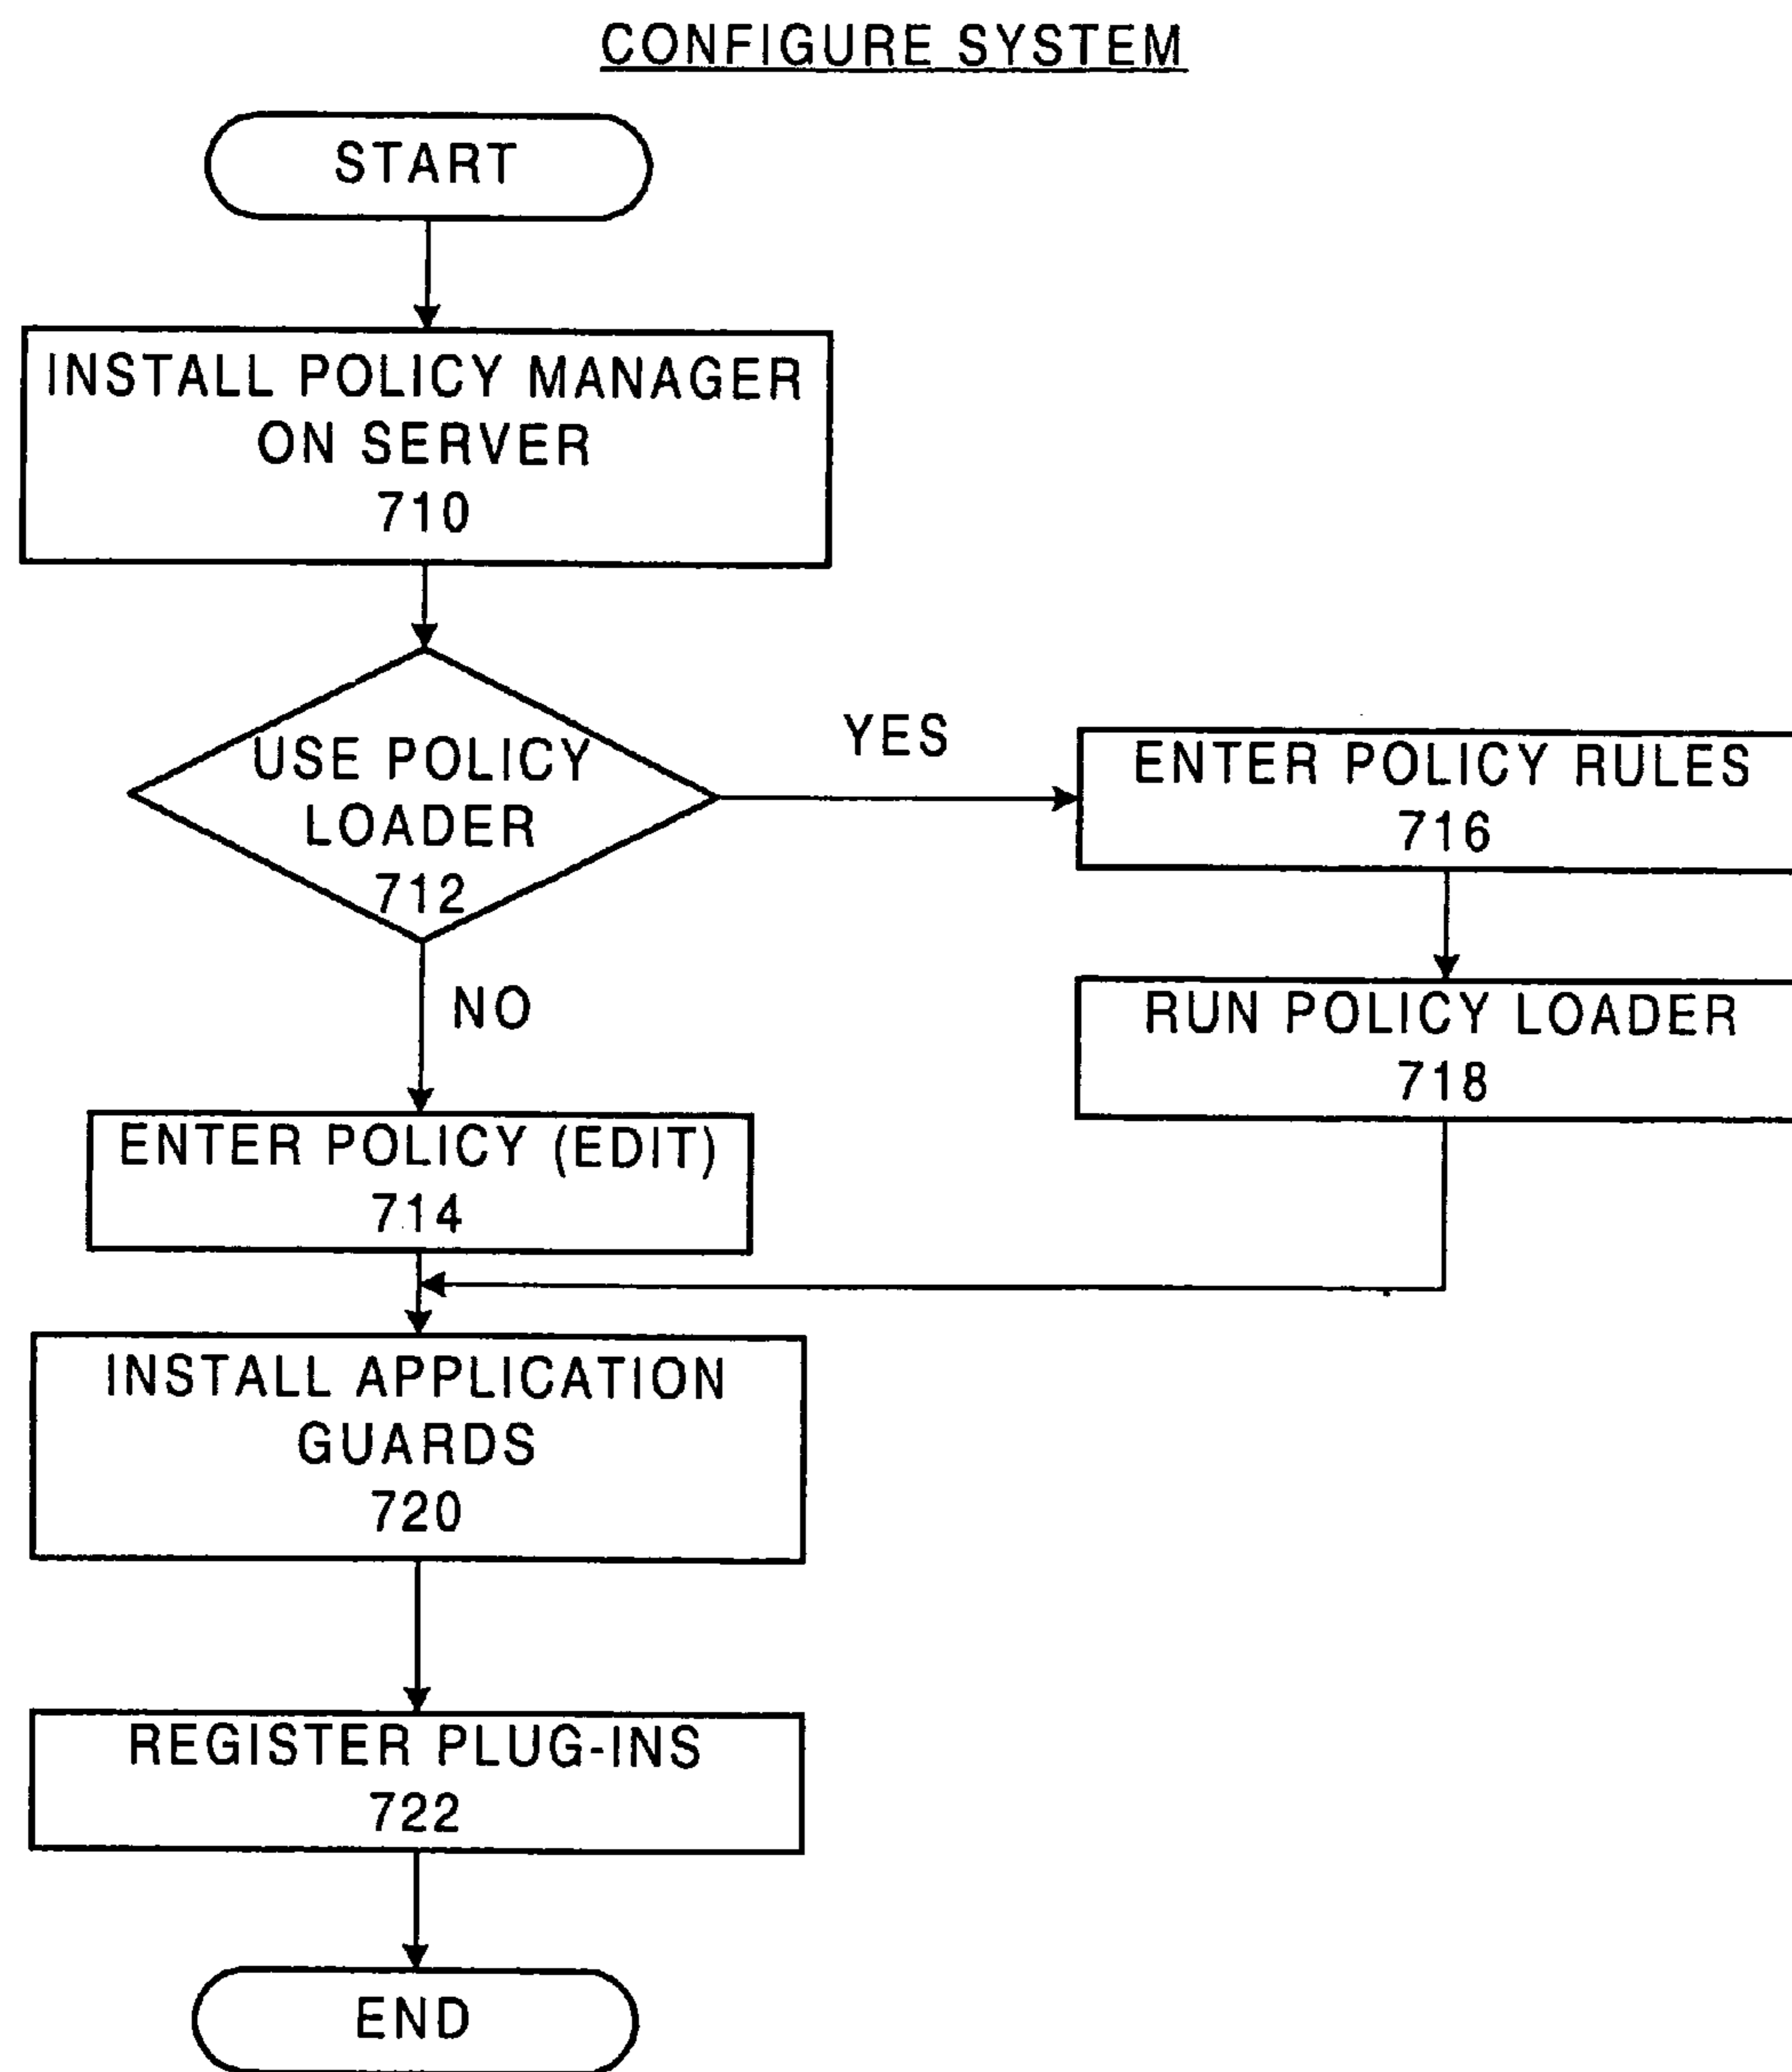 CONFIGURE SYSTEM
START
INSTALL POLICY MANAGER
ON SERVER
710
USE POLICY
LOADER
712
YES
ENTER POLICY RULES
716
RUN POLICY LOADER
718
NO
ENTER POLICY (EDIT)
714
INSTALL APPLICATION
GUARDS
720
REGISTER PLUG-INS
722
END